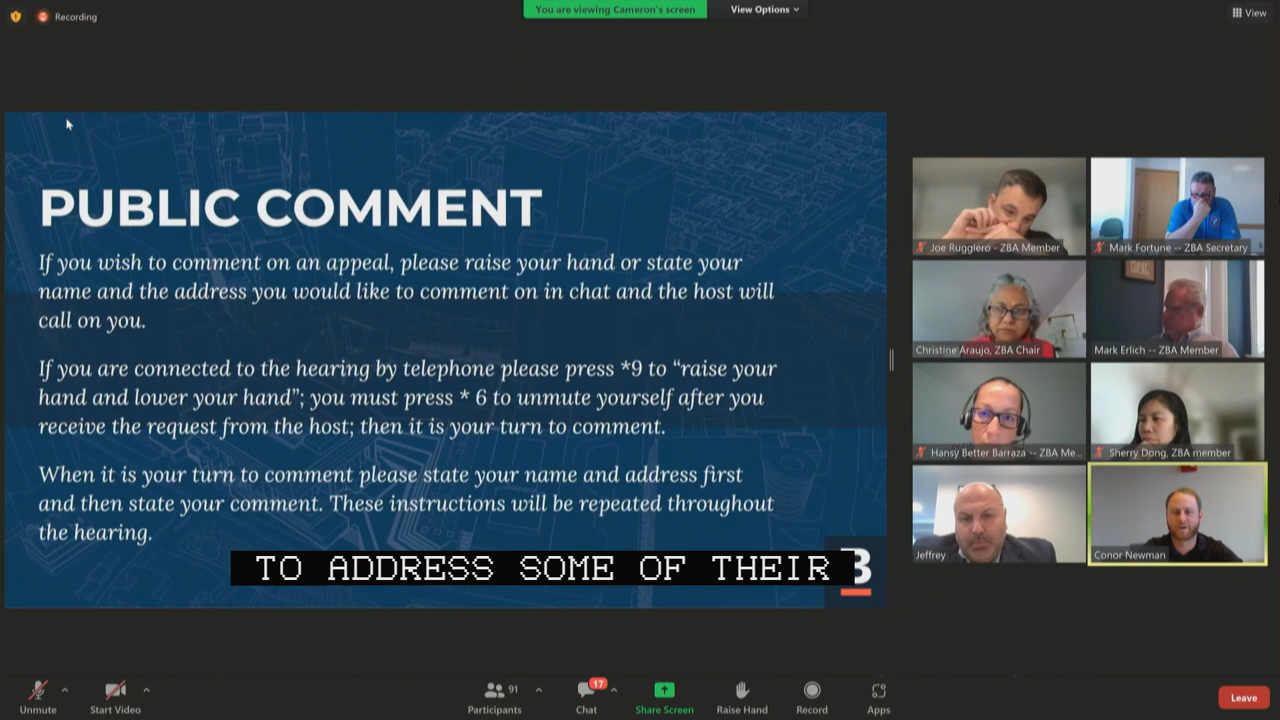 Recording
You are viewing Cameron's screen
View Options
View
PUBLIC COMMENT
If you wish to comment on an appeal, please raise your hand or state your
name and the address you would like to comment on in chat and the host will
call on you.
If you are connected to the hearing by telephone please press *9 to “raise your
hand and lower your hand”; you must press * 6 to unmute yourself after you
receive the request from the host; then it is your turn to comment.
When it is your turn to comment please state your name and address first
and then state your comment. These instructions will be repeated throughout
the hearing.
TO ADDRESS SOME OF THEIR
B
Joe Ruggiero - ZBA Member
Mark Fortune -- ZBA Secretary
Christine Araujo, ZBA Chair
Mark Erlich -- ZBA Member
Hansy Better Barraza -- ZBA Me...
Sherry Dong, ZBA member
Jeffrey
Conor Newman
Unmute
Start Video
91
Participants
17
Chat
Share Screen
Raise Hand
Record
Apps
Leave